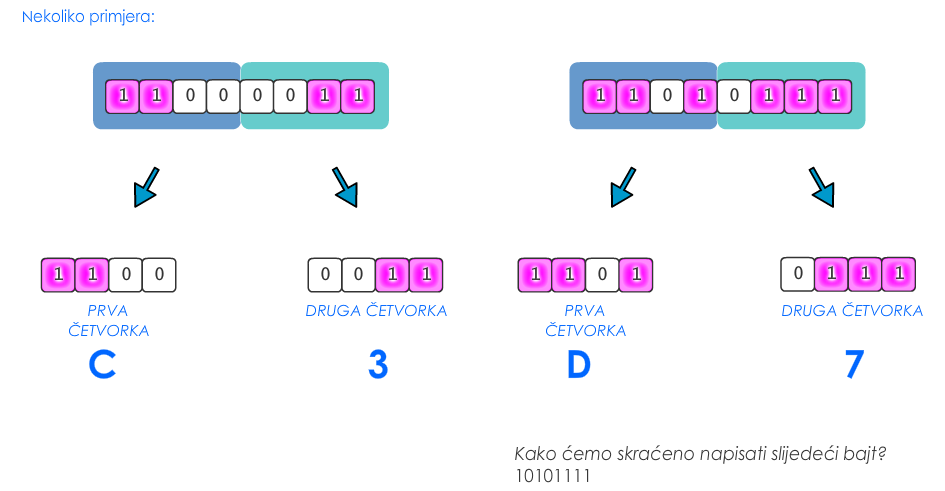 Nekoliko primjera:
1 1 0 0 0 0 1 1
1 1 0 1 0 1 1 1
1 1 0 0
0 0 1 1
1 1 0 1
0 1 1 1
PRVA
ČETVORKA
DRUGA ČETVORKA
PRVA
ČETVORKA
DRUGA ČETVORKA
C
3
D
7
Kako ćemo skraćeno napisati slijedeći bajt?
10101111